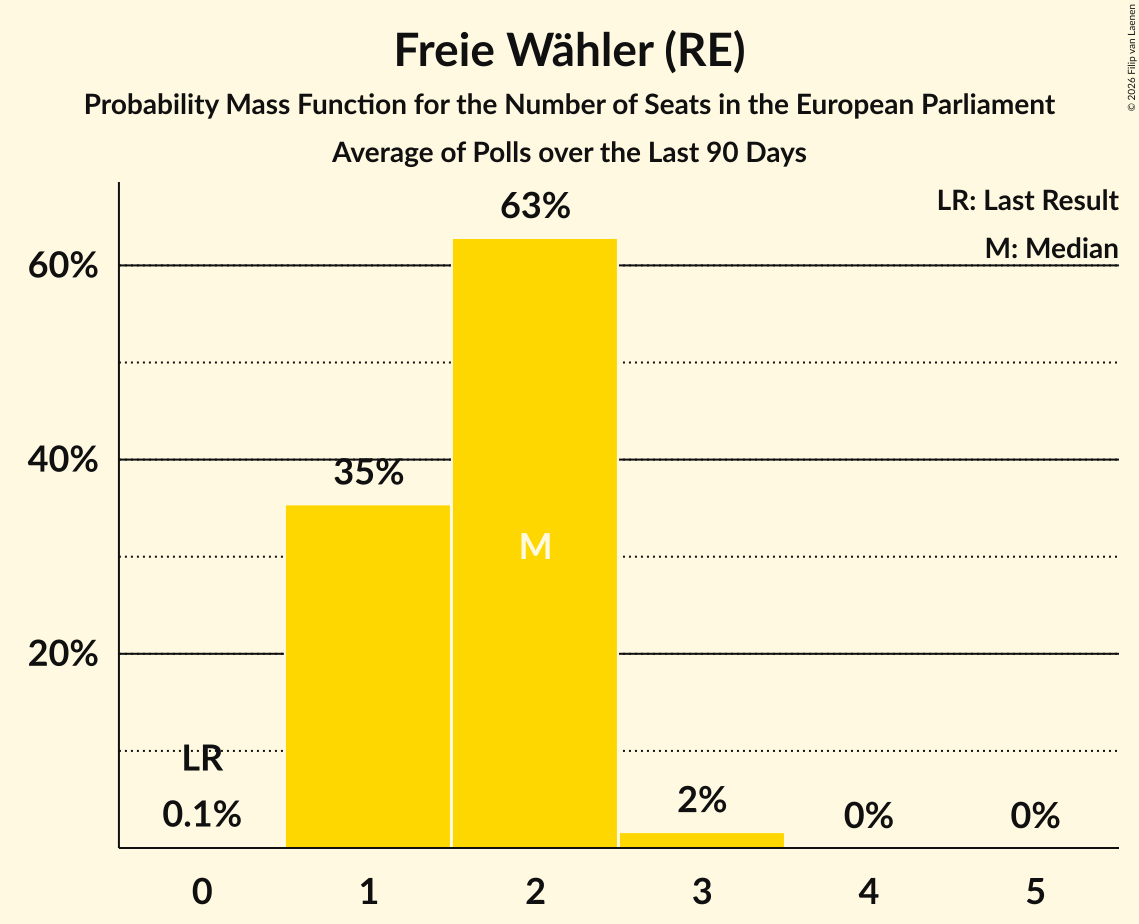 Freie Wähler (RE)
Probability Mass Function for the Number of Seats in the European Parliament
Average of Polls over the Last 90 Days
© 2026 Filip van Laenen
LR: Last Result
M: Median
63%
60%
40%
35%
M
20%
LR
0.1%
2%
0%
0%
0 1 2 3 4 5